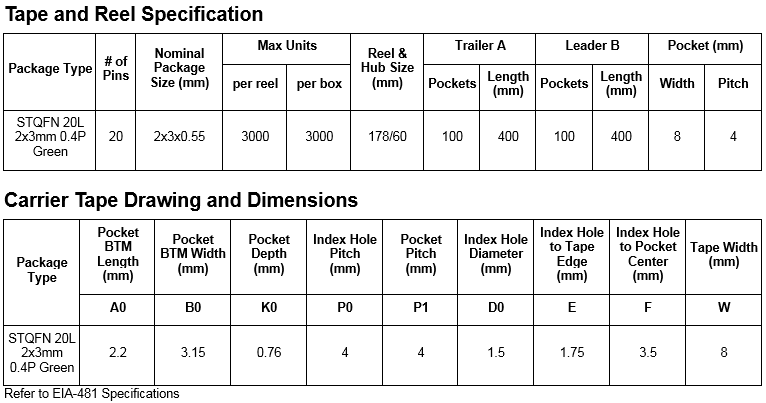 Tape and Reel Specification
Package Type # of Pins Nominal Package Size (mm) Max Units Reel & Hub Size (mm) Trailer A Leader B Pocket (mm)
per reel per box Pockets Length (mm) Pockets Length (mm) Width Pitch
STQFN 20L 2x3mm 0.4P Green 20 2x3x0.55 3000 3000 178/60 100 400 100 400 8 4
Carrier Tape Drawing and Dimensions
Package Type Pocket BTM Length (mm) Pocket BTM Width (mm) Pocket Depth (mm) Index Hole Pitch (mm) Pocket Pitch (mm) Index Hole Diameter (mm) Index Hole to Tape Edge (mm) Index Hole to Pocket Center (mm) Tape Width (mm)
A0 B0 K0 P0 P1 D0 E F W
STQFN 20L 2x3mm 0.4P Green 2.2 3.15 0.76 4 4 1.5 1.75 3.5 8
Refer to EIA-481 Specifications